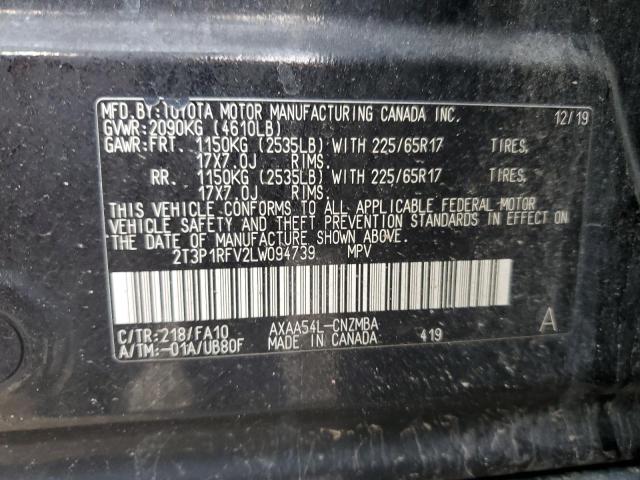 MFD.BY:TOYOTA MOTOR MANUFACTURING CANADA INC. 12/19
GVWR:2090KG (4610LB)
GAWR:FRT. 1150KG (2535LB) WITH 225/65R17 TIRES,
17X7.0J RIMS.
RR. 1150KG (2535LB) WITH 225/65R17 TIRES,
17X7.0J RIMS.
THIS VEHICLE CONFORMS TO ALL APPLICABLE FEDERAL MOTOR
VEHICLE SAFETY AND THEFT PREVENTION STANDARDS IN EFFECT ON
THE DATE OF MANUFACTURE SHOWN ABOVE.
2T3P1RFV2LW094739 MPV
C/TR:218/FA10 AXAA54L-CNZMBA 419 A
A/TM:-01A/UB80F MADE IN CANADA